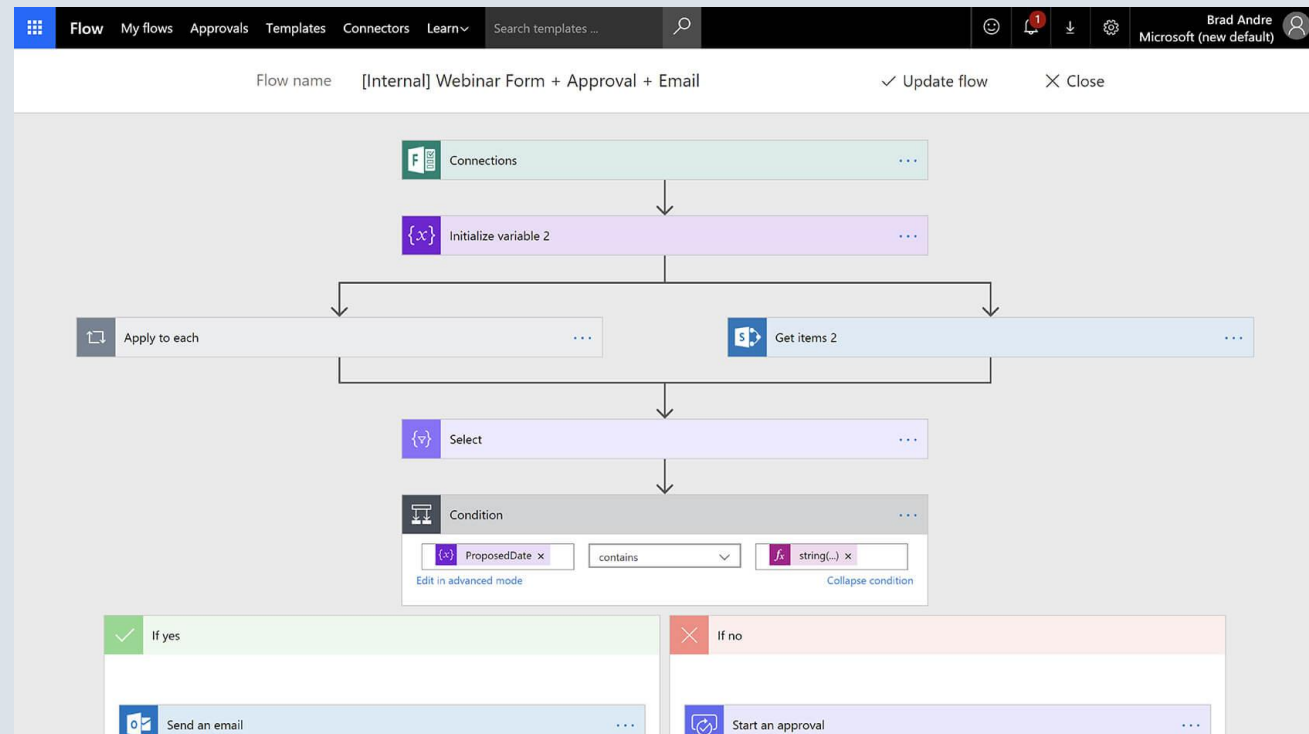 Flow My flows Approvals Templates Connectors Learn Search templates ... 1 Brad Andre
Microsoft (new default)
Flow name [Internal] Webinar Form + Approval + Email Update flow Close
F Connections ...
{x} Initialize variable 2 ...
Apply to each ... S Get items 2 ...
Select ...
Condition ...
{x} ProposedDate × contains fx string(...) ×
Edit in advanced mode Collapse condition
If yes If no
Send an email ... Start an approval ...